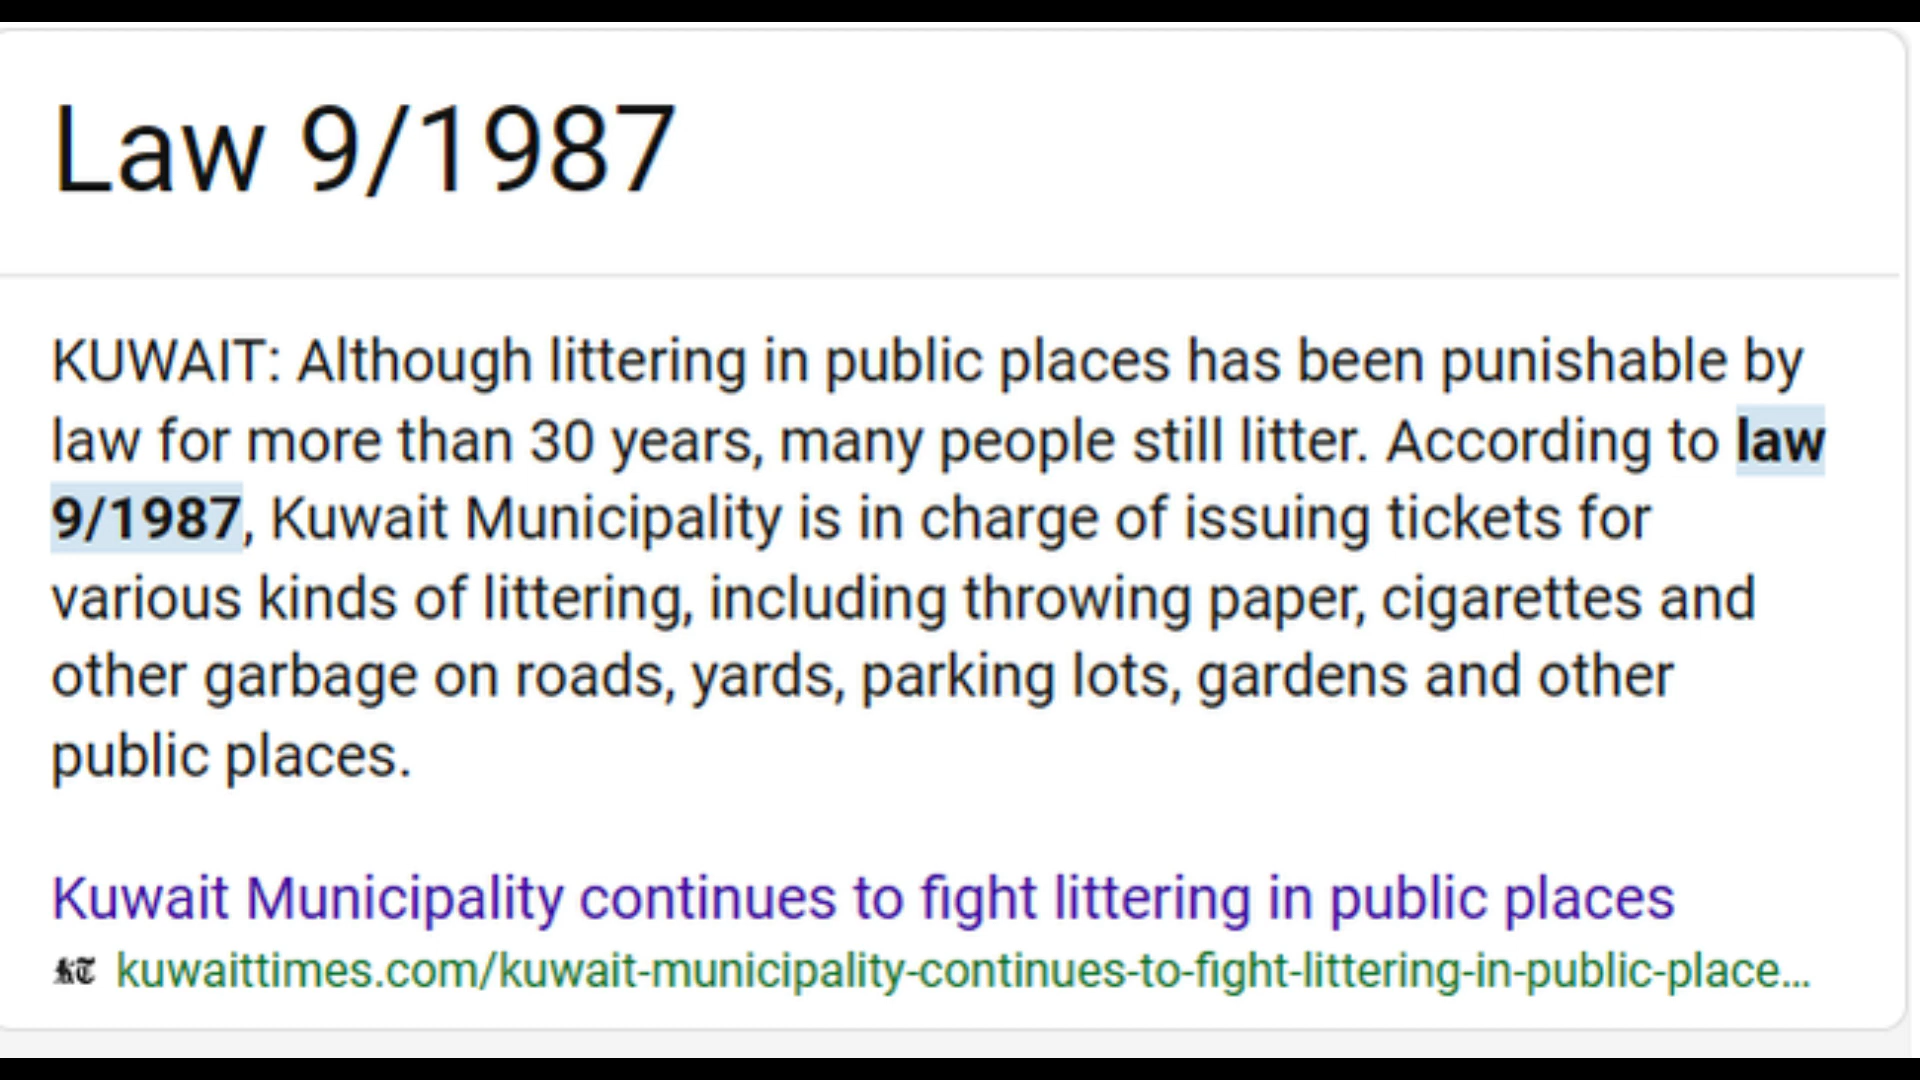 Law 9/1987
KUWAIT: Although littering in public places has been punishable by
law for more than 30 years, many people still litter. According to law
9/1987, Kuwait Municipality is in charge of issuing tickets for
various kinds of littering, including throwing paper, cigarettes and
other garbage on roads, yards, parking lots, gardens and other
public places.
Kuwait Municipality continues to fight littering in public places
KT kuwaittimes.com/kuwait-municipality-continues-to-fight-littering-in-public-place...